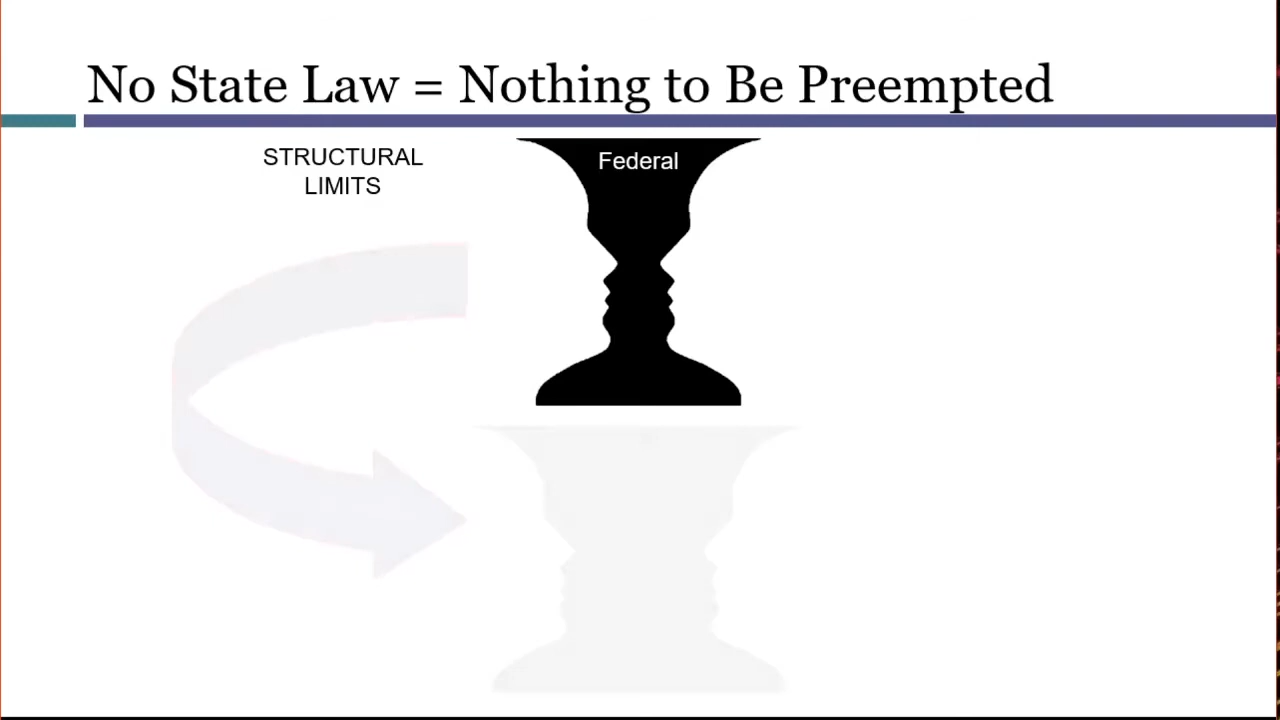 No State Law = Nothing to Be Preempted
STRUCTURAL
LIMITS
Federal